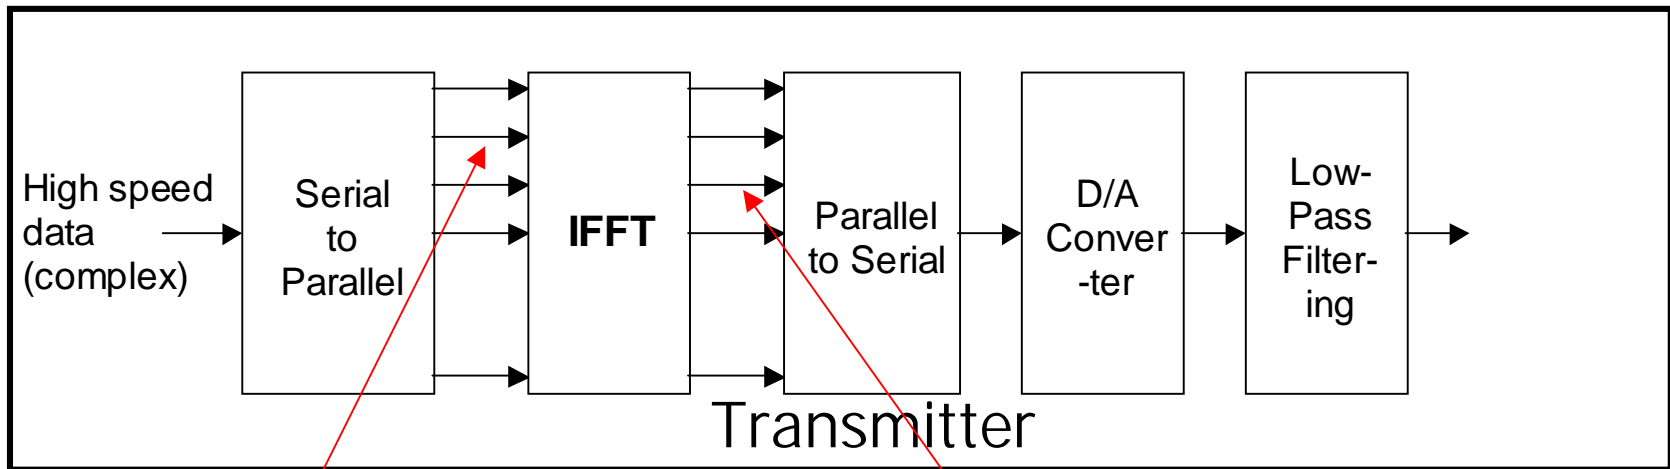 High speed
data
(complex)
Serial
to
Parallel
IFFT
Parallel
to Serial
D/A
Conver
-ter
Low-
Pass
Filter-
ing
Transmitter